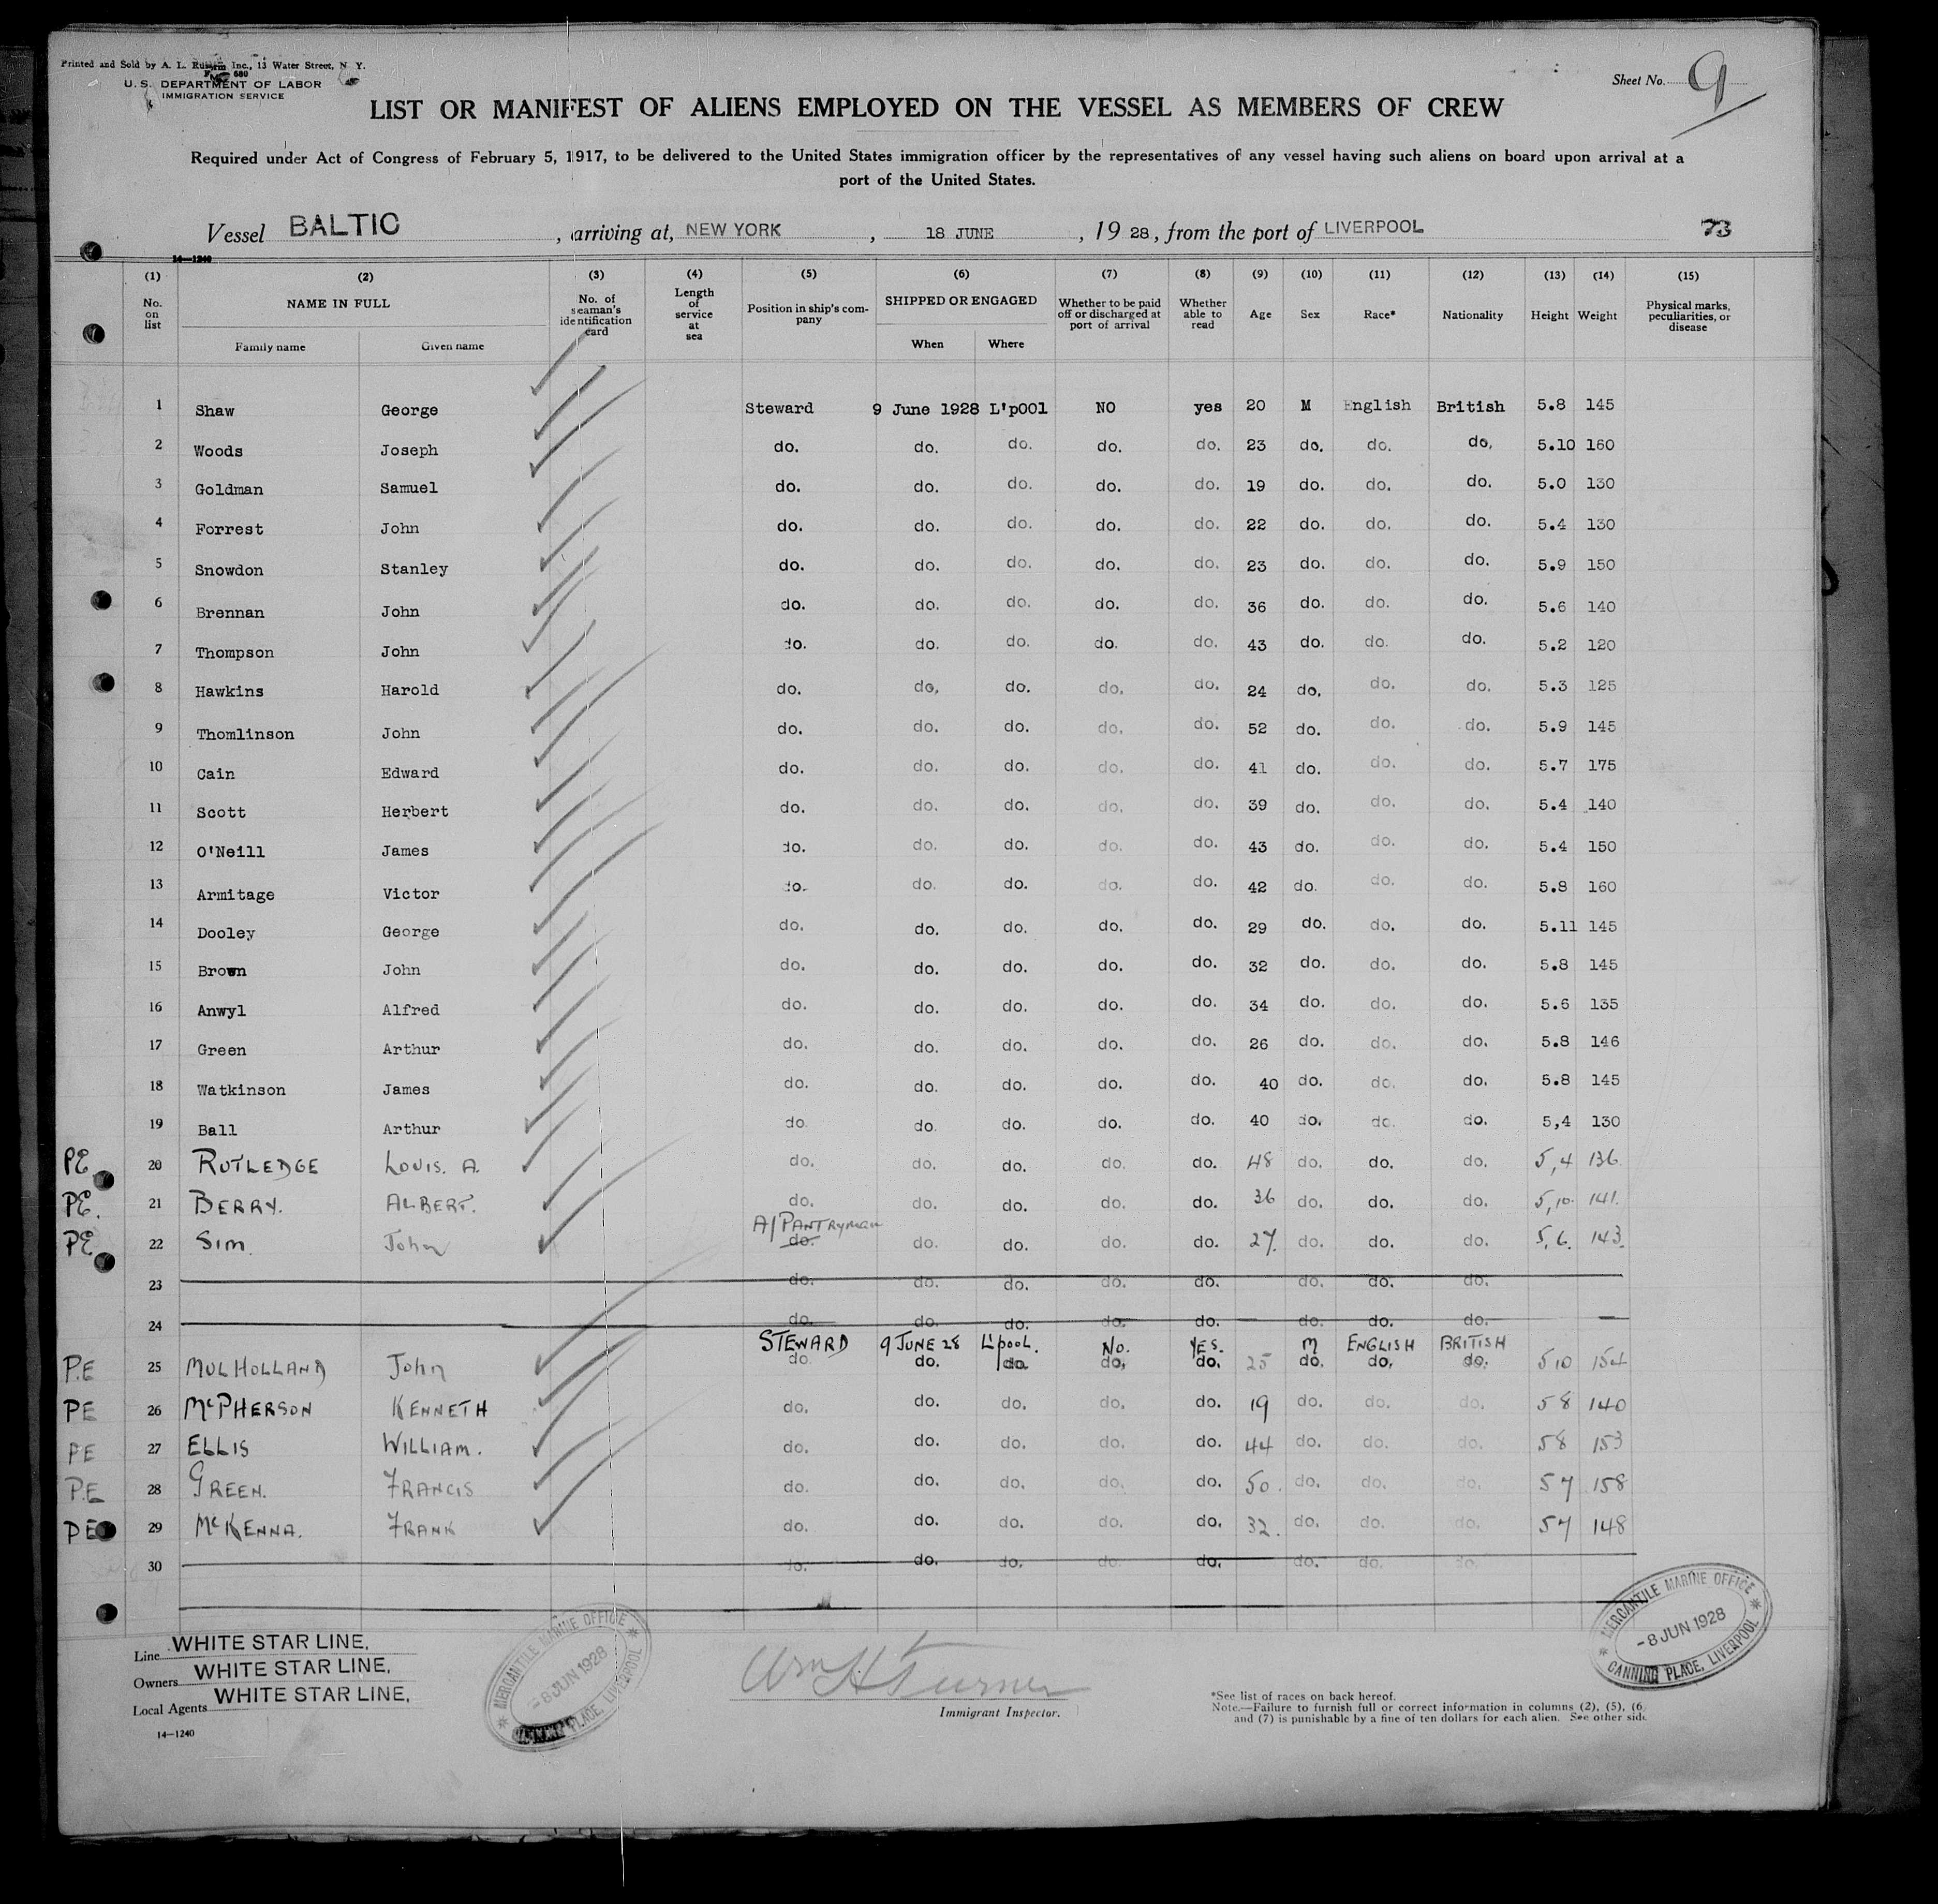 Printed and Sold by A. L. Inc., 13 Water Street, N. Y.
680
U. S. DEPARTMENT OF LABOR
IMMIGRATION SERVICE
Sheet No. 9
LIST OR MANIFEST OF ALIENS EMPLOYED ON THE VESSEL AS MEMBERS OF CREW
Required under Act of Congress of February 5, 1917, to be delivered to the United States immigration officer by the representatives of any vessel having such aliens on board upon arrival at a
port of the United States.
Vessel BALTIC, arriving at, NEW YORK, 18 JUNE, 1928, from the port of LIVERPOOL 73
14—1240
(1) (2) (3) (4) (5) (6) (7) (8) (9) (10) (11) (12) (13) (14) (15)
No. on list NAME IN FULL Family name Given name No. of seaman's identification card Length of service at sea Position in ship's company SHIPPED OR ENGAGED When Where Whether to be paid off or discharged at port of arrival Whether able to read Age Sex Race* Nationality Height Weight Physical marks, peculiarities, or disease
1 Shaw George Steward 9 June 1928 L'p00l NO yes 20 M English British 5.8 145
2 Woods Joseph do. do. do. do. do. 23 do. do. do. 5.10 160
3 Goldman Samuel do. do. do. do. do. 19 do. do. do. 5.0 130
4 Forrest John do. do. do. do. do. 22 do. do. do. 5.4 130
5 Snowdon Stanley do. do. do. do. do. 23 do. do. do. 5.9 150
6 Brennan John do. do. do. do. do. 36 do. do. do. 5.6 140
7 Thompson John do. do. do. do. do. 43 do. do. do. 5.2 120
8 Hawkins Harold do. do. do. do. do. 24 do. do. do. 5.3 125
9 Thomlinson John do. do. do. do. do. 52 do. do. do. 5.9 145
10 Cain Edward do. do. do. do. do. 41 do. do. do. 5.7 175
11 Scott Herbert do. do. do. do. do. 39 do. do. do. 5.4 140
12 O'Neill James do. do. do. do. do. 43 do. do. do. 5.4 150
13 Armitage Victor do. do. do. do. do. 42 do. do. do. 5.8 160
14 Dooley George do. do. do. do. do. 29 do. do. do. 5.11 145
15 Brown John do. do. do. do. do. 32 do. do. do. 5.8 145
16 Anwyl Alfred do. do. do. do. do. 34 do. do. do. 5.6 135
17 Green Arthur do. do. do. do. do. 26 do. do. do. 5.8 146
18 Watkinson James do. do. do. do. do. 40 do. do. do. 5.8 145
19 Ball Arthur do. do. do. do. do. 40 do. do. do. 5,4 130
PE 20 RUTLEDGE LOUIS. A. do. do. do. do. do. 48 do. do. do. 5,4 136
PE. 21 BERRY. ALBERT. do. do. do. do. do. 36 do. do. do. 5,10. 141.
A/PANTRYMAN
PE 22 SIM. John do. do. do. do. do. 27. do. do. do. 5,6. 143.
23 do. do. do. do. do. do. do. do.
24 do. do. do. do. do. do. do. do.
STEWARD 9 JUNE 28 L'pool. No. YES. M ENGLISH BRITISH
P.E 25 MULHOLLAND John do. do. do. do. do. 25 do. do. do. 5 10 154
PE 26 McPHERSON KENNETH do. do. do. do. do. 19 do. do. do. 5 8 140
PE 27 ELLIS WILLIAM. do. do. do. do. do. 44 do. do. do. 5 8 153
P.E 28 GREEN. FRANCIS do. do. do. do. do. 50. do. do. do. 5 7 158
PE 29 McKENNA. FRANK do. do. do. do. do. 32. do. do. do. 5 7 148
30 do. do. do. do. do. do. do. do.
Line WHITE STAR LINE.
Owners WHITE STAR LINE.
Local Agents WHITE STAR LINE.
14—1240
MERCANTILE MARINE OFFICE
-8 JUN 1928
PLACE, LIVERPOOL
Wm H Turner
Immigrant Inspector.
MERCANTILE MARINE OFFICE
-8 JUN 1928
CANNING PLACE, LIVERPOOL
*See list of races on back hereof.
Note.—Failure to furnish full or correct information in columns (2), (5), (6
and (7) is punishable by a fine of ten dollars for each alien. See other side